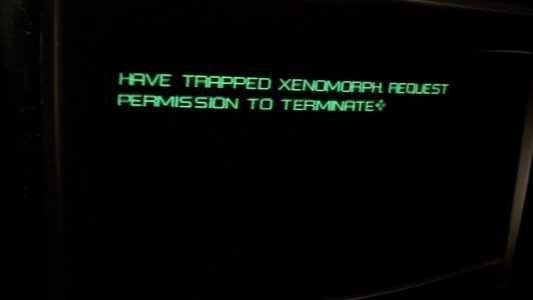 HAVE TRAPPED XENOMORPH. REQUEST
PERMISSION TO TERMINATE